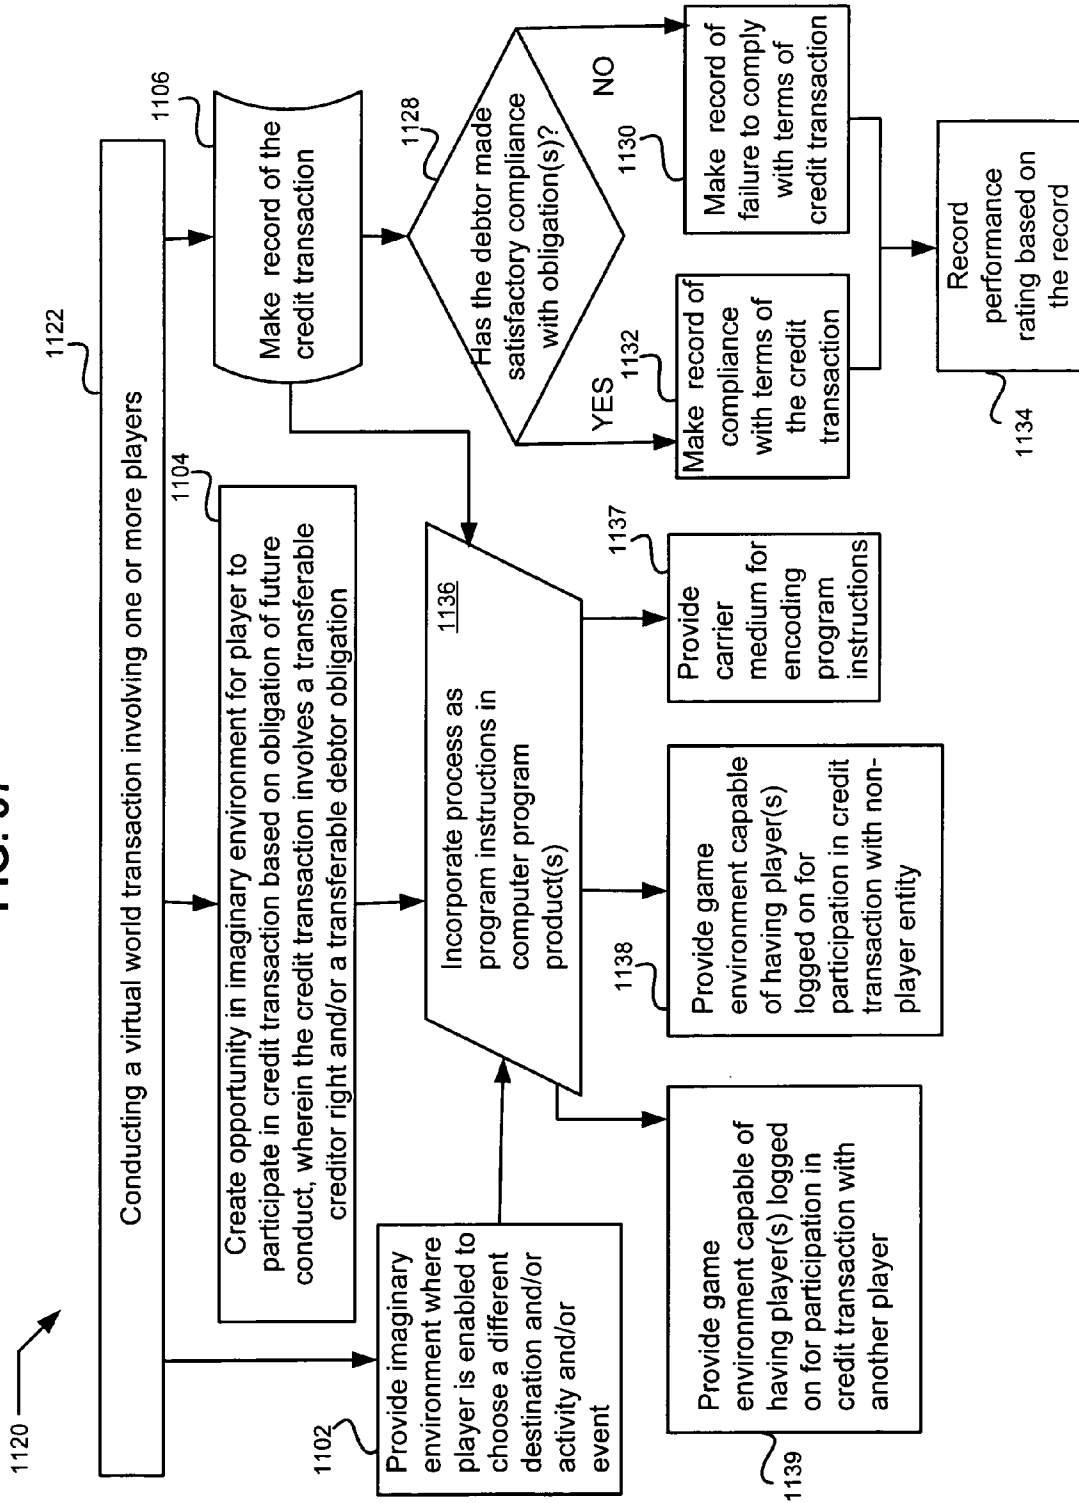 1120
1122
Conducting a virtual world transaction involving one or more players
1102
Provide imaginary
environment where
player is enabled to
choose a different
destination and/or
activity and/or
event
1104
Create opportunity in imaginary environment for player to
participate in credit transaction based on obligation of future
conduct, wherein the credit transaction involves a transferable
creditor right and/or a transferable debtor obligation
1106
Make record of the
credit transaction
1136
Incorporate process as
program instructions in
computer program
product(s)
1128
Has the debtor made
satisfactory compliance
with obligation(s)?
YES
NO
1139
Provide game
environment capable of
having player(s) logged
on for participation in
credit transaction with
another player
1138
Provide game
environment capable
of having player(s)
logged on for
participation in credit
transaction with non-
player entity
1137
Provide
carrier
medium for
encoding
program
instructions
1132
Make record of
compliance
with terms of
the credit
transaction
1130
Make record of
failure to comply
with terms of
credit transaction
1134
Record
performance
rating based on
the record